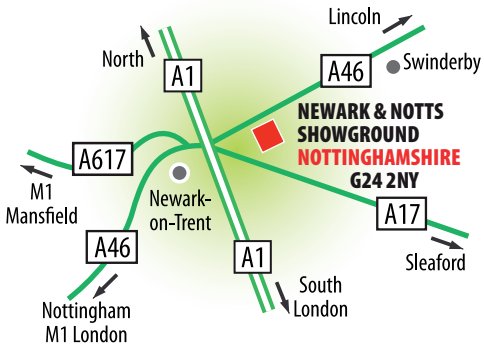 Lincoln
North
A1
A46
Swinderby
NEWARK & NOTTS
SHOWGROUND
NOTTINGHAMSHIRE
G24 2NY
A617
M1
Mansfield
Newark-
on-Trent
A17
A46
A1
Sleaford
South
London
Nottingham
M1 London